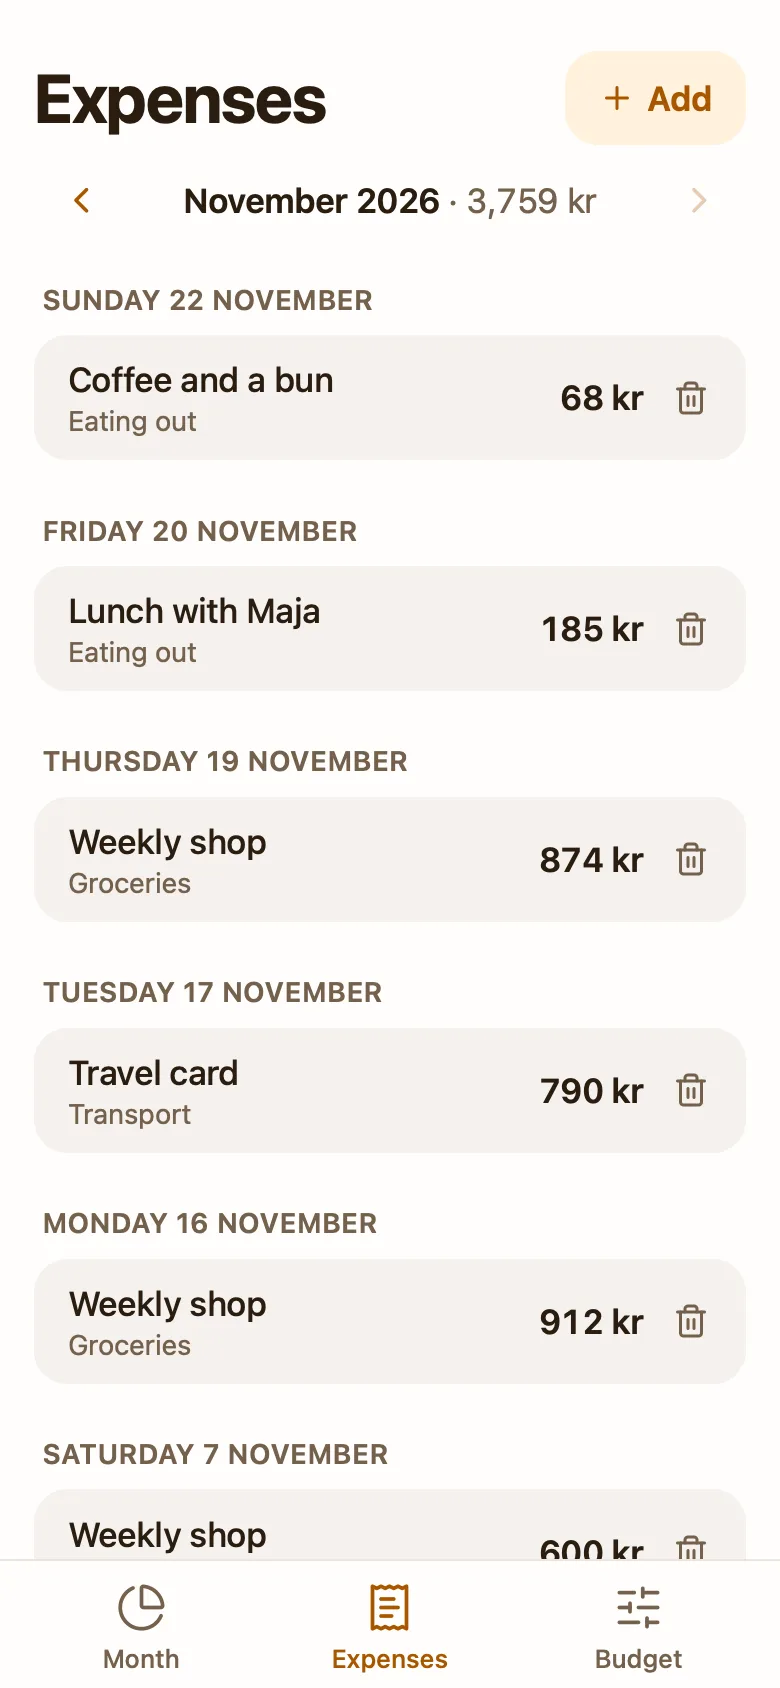 Expenses
+ Add
November 2026 · 3,759 kr
SUNDAY 22 NOVEMBER
Coffee and a bun
68 kr
Eating out
FRIDAY 20 NOVEMBER
Lunch with Maja
185 kr
Eating out
THURSDAY 19 NOVEMBER
Weekly shop
874 kr
Groceries
TUESDAY 17 NOVEMBER
Travel card
790 kr
Transport
MONDAY 16 NOVEMBER
Weekly shop
912 kr
Groceries
SATURDAY 7 NOVEMBER
Weekly shop
600 kr
Month
Expenses
Budget